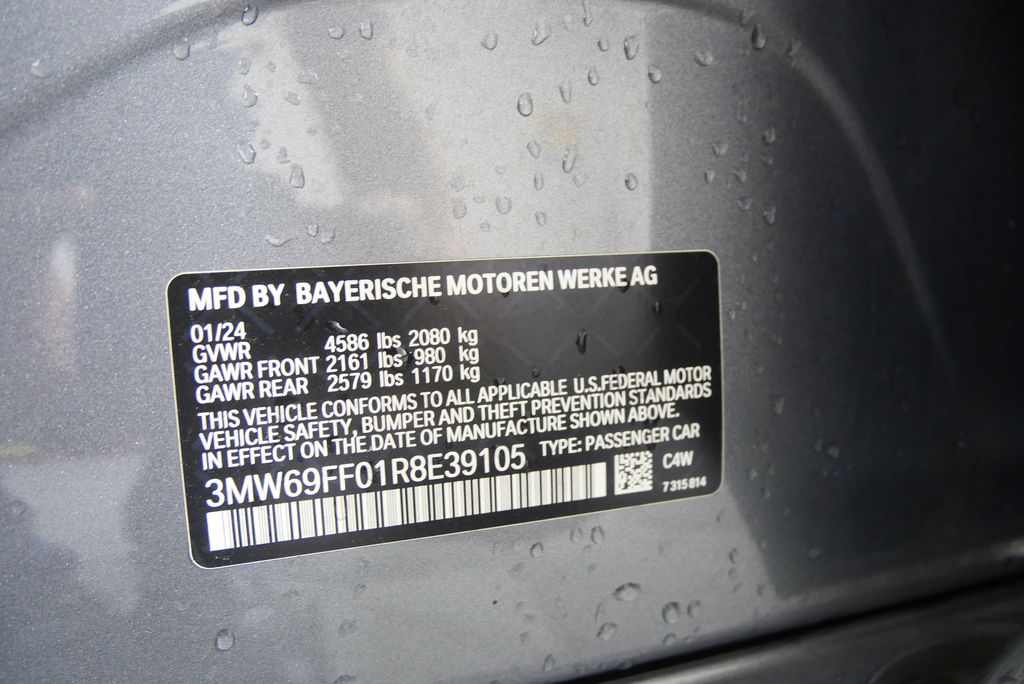 MFD BY BAYERISCHE MOTOREN WERKE AG
01/24
GVWR 4586 lbs 2080 kg
GAWR FRONT 2161 lbs 980 kg
GAWR REAR 2579 lbs 1170 kg
THIS VEHICLE CONFORMS TO ALL APPLICABLE U.S.FEDERAL MOTOR
VEHICLE SAFETY, BUMPER AND THEFT PREVENTION STANDARDS
IN EFFECT ON THE DATE OF MANUFACTURE SHOWN ABOVE.
3MW69FF01R8E39105 TYPE: PASSENGER CAR
C4W
7315814